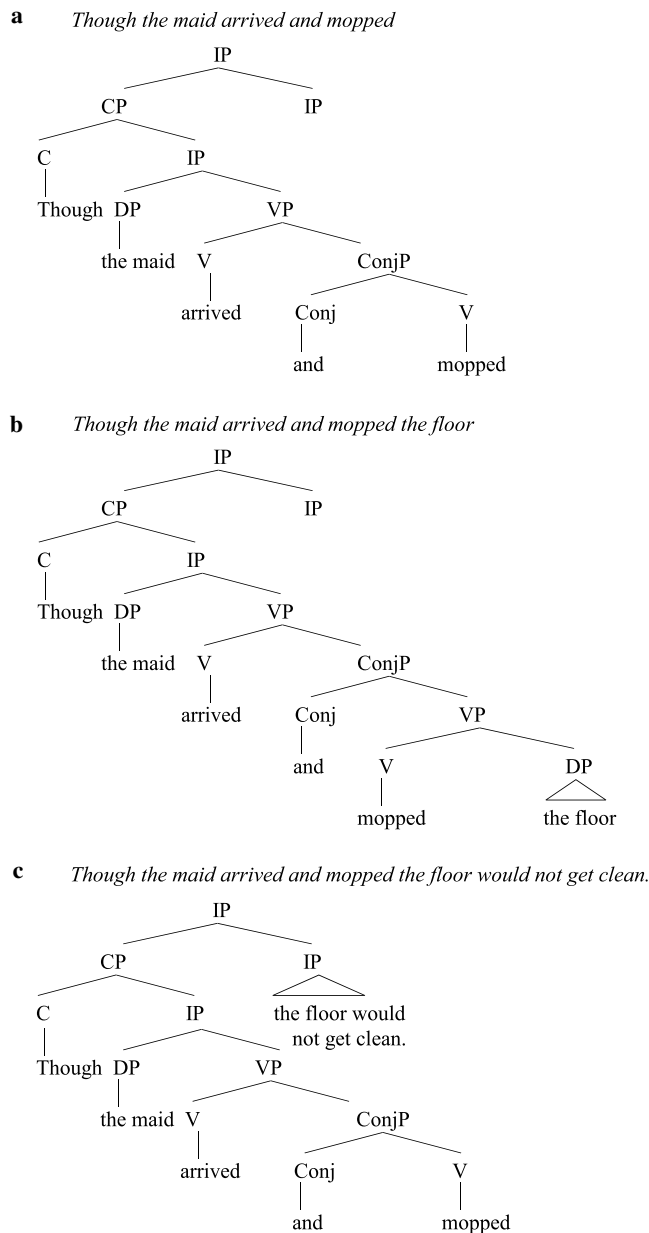 a Though the maid arrived and mopped
IP
CP IP
C IP
Though DP VP
the maid V ConjP
arrived Conj V
and mopped
b Though the maid arrived and mopped the floor
IP
CP IP
C IP
Though DP VP
the maid V ConjP
arrived Conj VP
and V DP
mopped the floor
c Though the maid arrived and mopped the floor would not get clean.
IP
CP IP
C IP the floor would
not get clean.
Though DP VP
the maid V ConjP
arrived Conj V
and mopped